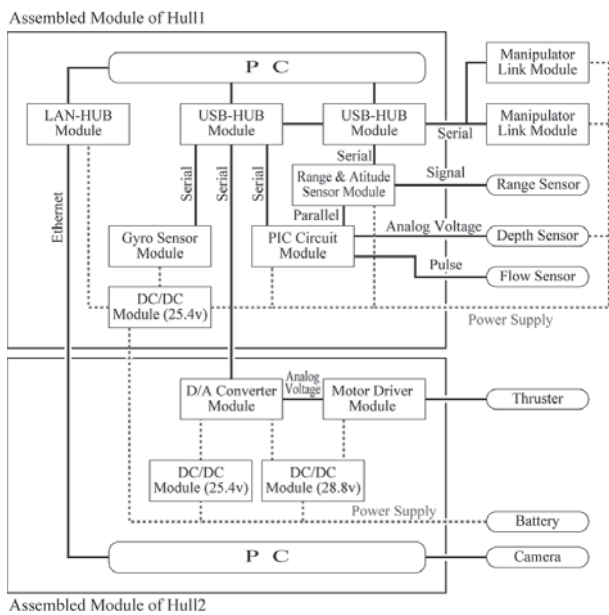 Assembled Module of Hull1
P C
Manipulator
Link Module
LAN-HUB
Module
USB-HUB
Module
USB-HUB
Module
Manipulator
Link Module
Serial
Serial
Signal
Range & Atitude
Sensor Module
Range Sensor
Serial
Serial
Serial
Ethernet
Parallel
Analog Voltage
Gyro Sensor
Module
PIC Circuit
Module
Depth Sensor
Pulse
Flow Sensor
DC/DC
Module (25.4v)
Power Supply
D/A Converter
Module
Analog
Voltage
Motor Driver
Module
Thruster
DC/DC
Module (25.4v)
DC/DC
Module (28.8v)
Power Supply
Battery
P C
Camera
Assembled Module of Hull2